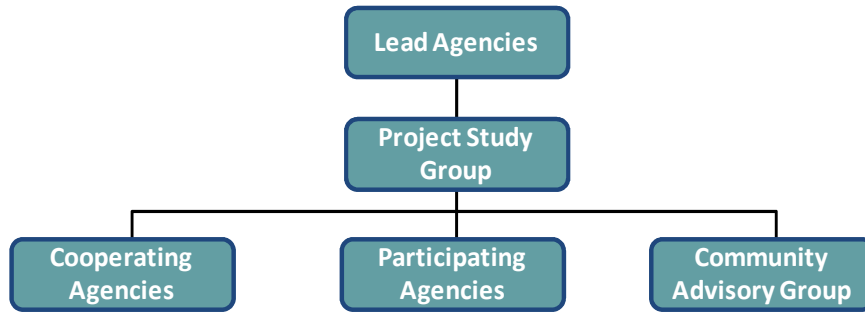 Lead Agencies
Project Study
Group
Cooperating
Agencies
Participating
Agencies
Community
Advisory Group